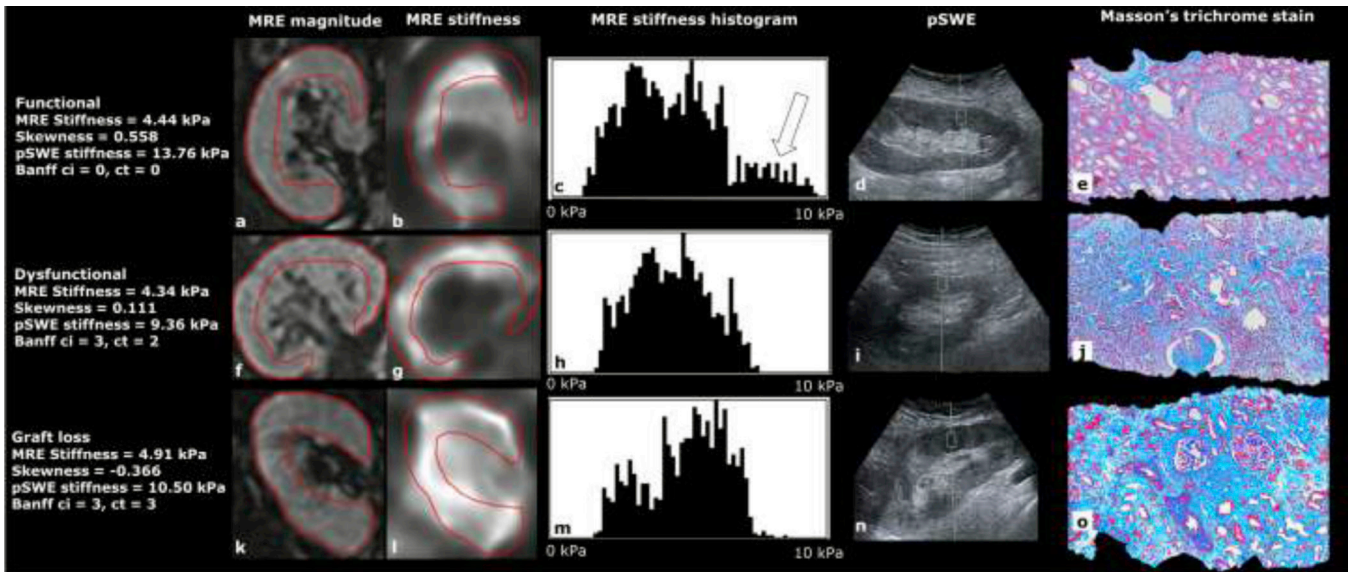 MRE magnitude MRE stiffness MRE stiffness histogram pSWE Masson's trichrome stain
Functional
MRE Stiffness = 4.44 kPa
Skewness = 0.558
pSWE stiffness = 13.76 kPa
Banff ci = 0, ct = 0
a b c d e
0 kPa 10 kPa
Dysfunctional
MRE Stiffness = 4.34 kPa
Skewness = 0.111
pSWE stiffness = 9.36 kPa
Banff ci = 3, ct = 2
f g h i j
0 kPa 10 kPa
Graft loss
MRE Stiffness = 4.91 kPa
Skewness = -0.366
pSWE stiffness = 10.50 kPa
Banff ci = 3, ct = 3
k l m n o
0 kPa 10 kPa